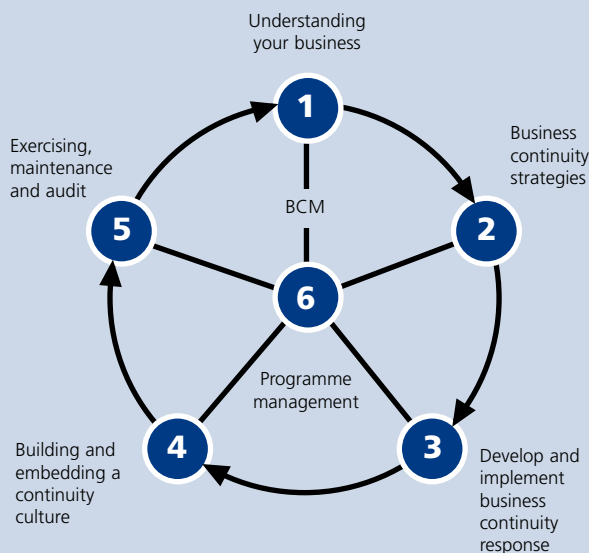 Understanding
your business
1
Exercising,
maintenance
and audit
Business
continuity
strategies
5
BCM
2
6
Programme
management
4
3
Building and
embedding a
continuity
culture
Develop and
implement
business
continuity
response